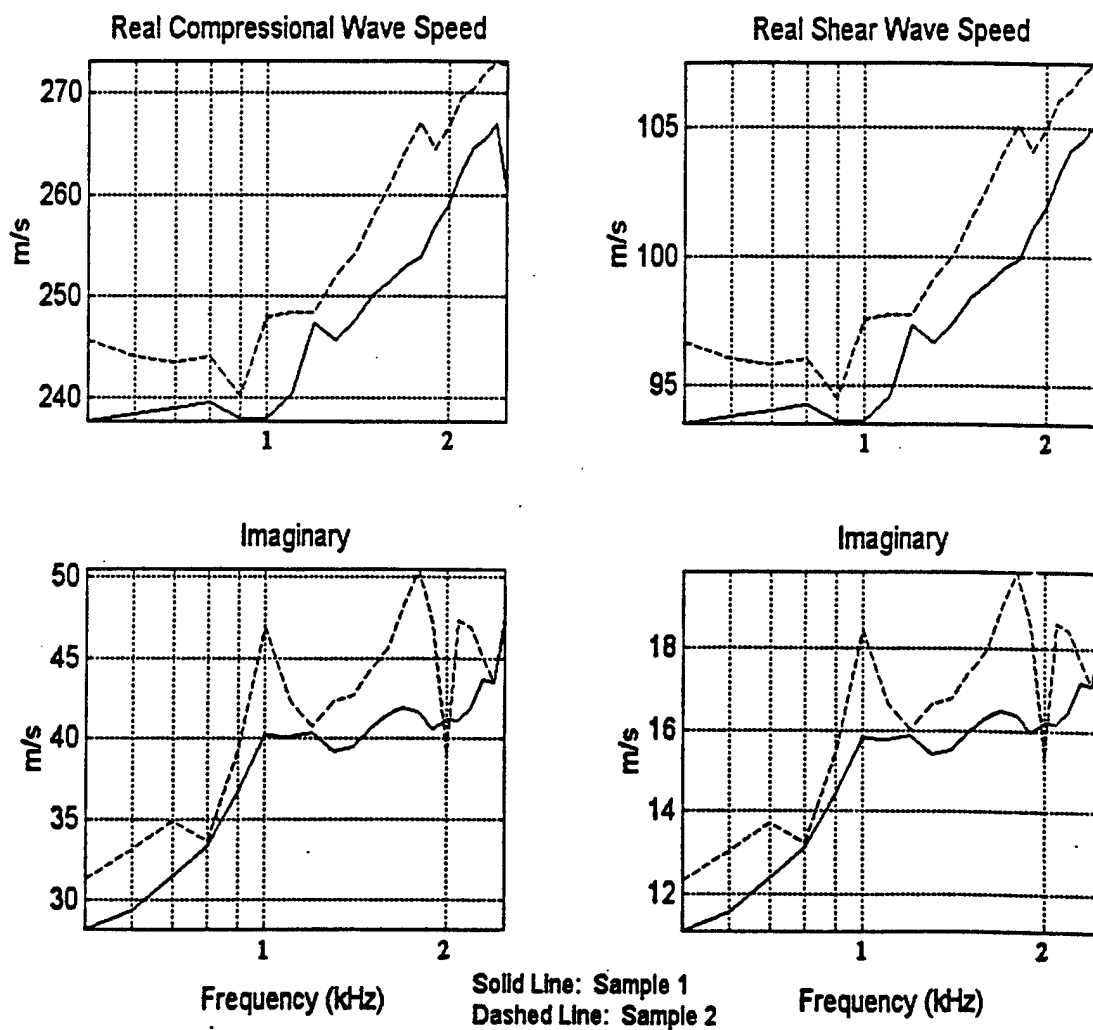 Real Compressional Wave Speed
Real Shear Wave Speed
270
260
250
240
m/s
1
2
105
100
95
m/s
1
2
Imaginary
Imaginary
50
45
40
35
30
m/s
1
2
18
16
14
12
m/s
1
2
Frequency (kHz)
Solid Line: Sample 1
Dashed Line: Sample 2
Frequency (kHz)